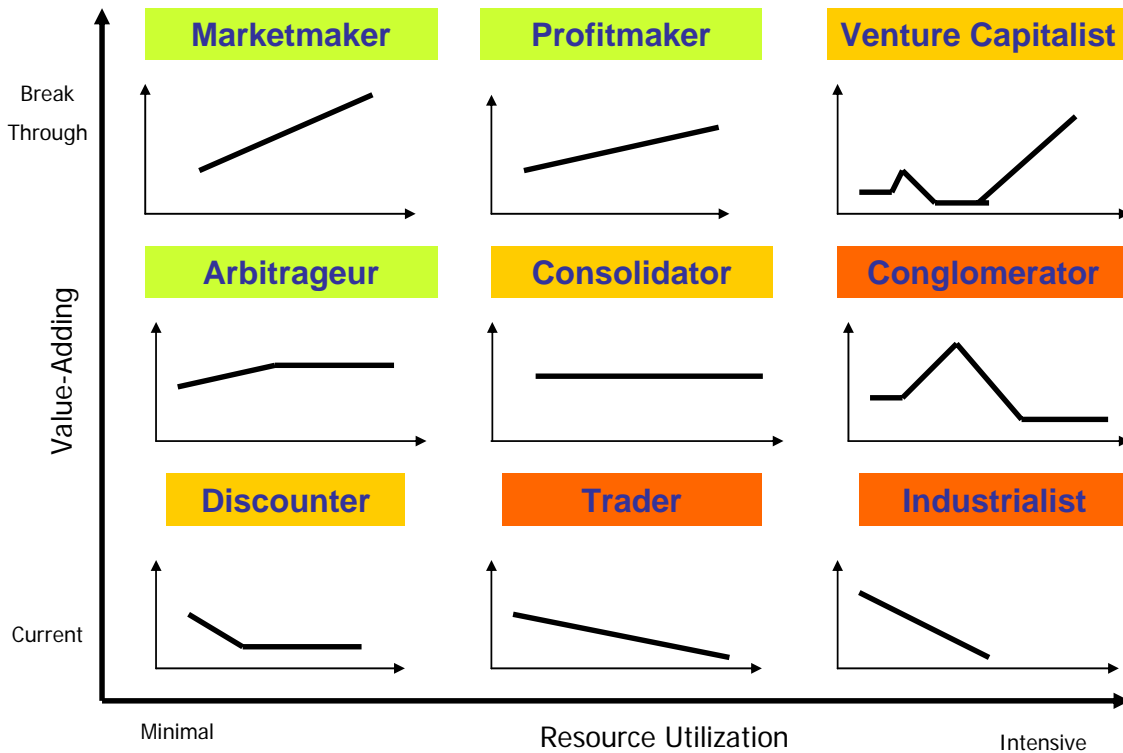 Marketmaker
Profitmaker
Venture Capitalist
Break
Through
Arbitrageur
Consolidator
Conglomerator
Value-Adding
Discounter
Trader
Industrialist
Current
Minimal
Resource Utilization
Intensive